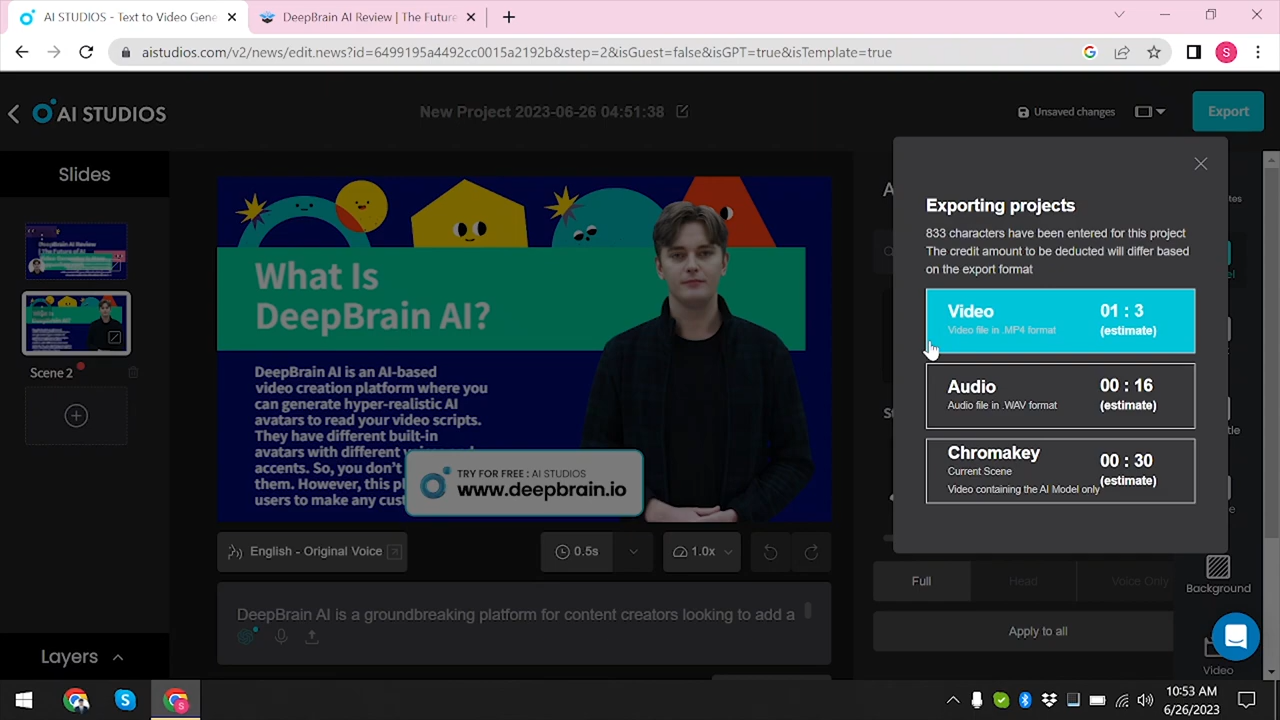 AI STUDIOS - Text to Video Gene
DeepBrain AI Review | The Future
aistudios.com/v2/news/edit.news?id=6499195a4492cc0015a2192b&step=2&isGuest=false&isGPT=true&isTemplate=true
S
AI STUDIOS
New Project 2023-06-26 04:51:38
Unsaved changes
Export
Slides
Scene 2
Layers
What Is
DeepBrain AI?
DeepBrain AI is an AI-based
video creation platform where you
can generate hyper-realistic AI
avatars to read your video scripts.
They have different built-in
avatars with different
accents. So, you don't
them. However, this
users to make any
TRY FOR FREE : AI STUDIOS
www.deepbrain.io
English - Original Voice
0.5s
1.0x
DeepBrain AI is a groundbreaking platform for content creators looking to add a
Exporting projects
833 characters have been entered for this project
The credit amount to be deducted will differ based
on the export format
Video
01 : 3
Video file in .MP4 format
(estimate)
Audio
00 : 16
Audio file in .WAV format
(estimate)
Chromakey
00 : 30
Current Scene
(estimate)
Video containing the AI Model only
Full
Head
Voice Only
Apply to all
Background
Video
10:53 AM
6/26/2023